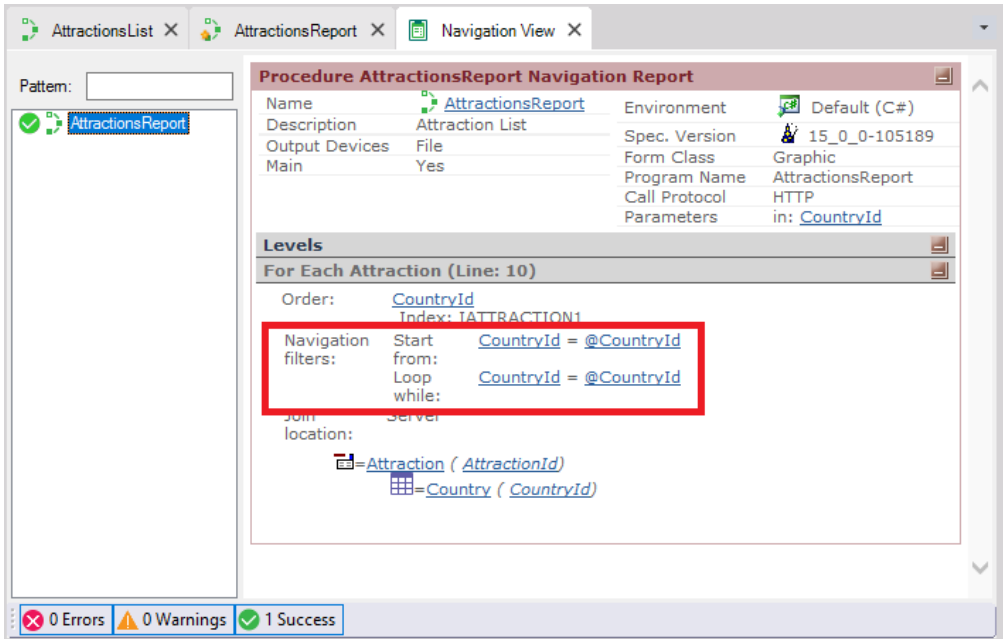 AttractionsList
AttractionsReport
Navigation View
Pattern:
AttractionsReport
Procedure AttractionsReport Navigation Report
Name AttractionsReport
Description Attraction List
Output Devices File
Main Yes
Environment Default (C#)
Spec. Version 15_0_0-105189
Form Class Graphic
Program Name AttractionsReport
Call Protocol HTTP
Parameters in: CountryId
Levels
For Each Attraction (Line: 10)
Order: CountryId
Index: IATTRACTION1
Navigation filters: Start from: CountryId = @CountryId
Loop while: CountryId = @CountryId
Join location: Server
=Attraction ( AttractionId)
=Country ( CountryId)
0 Errors 0 Warnings 1 Success